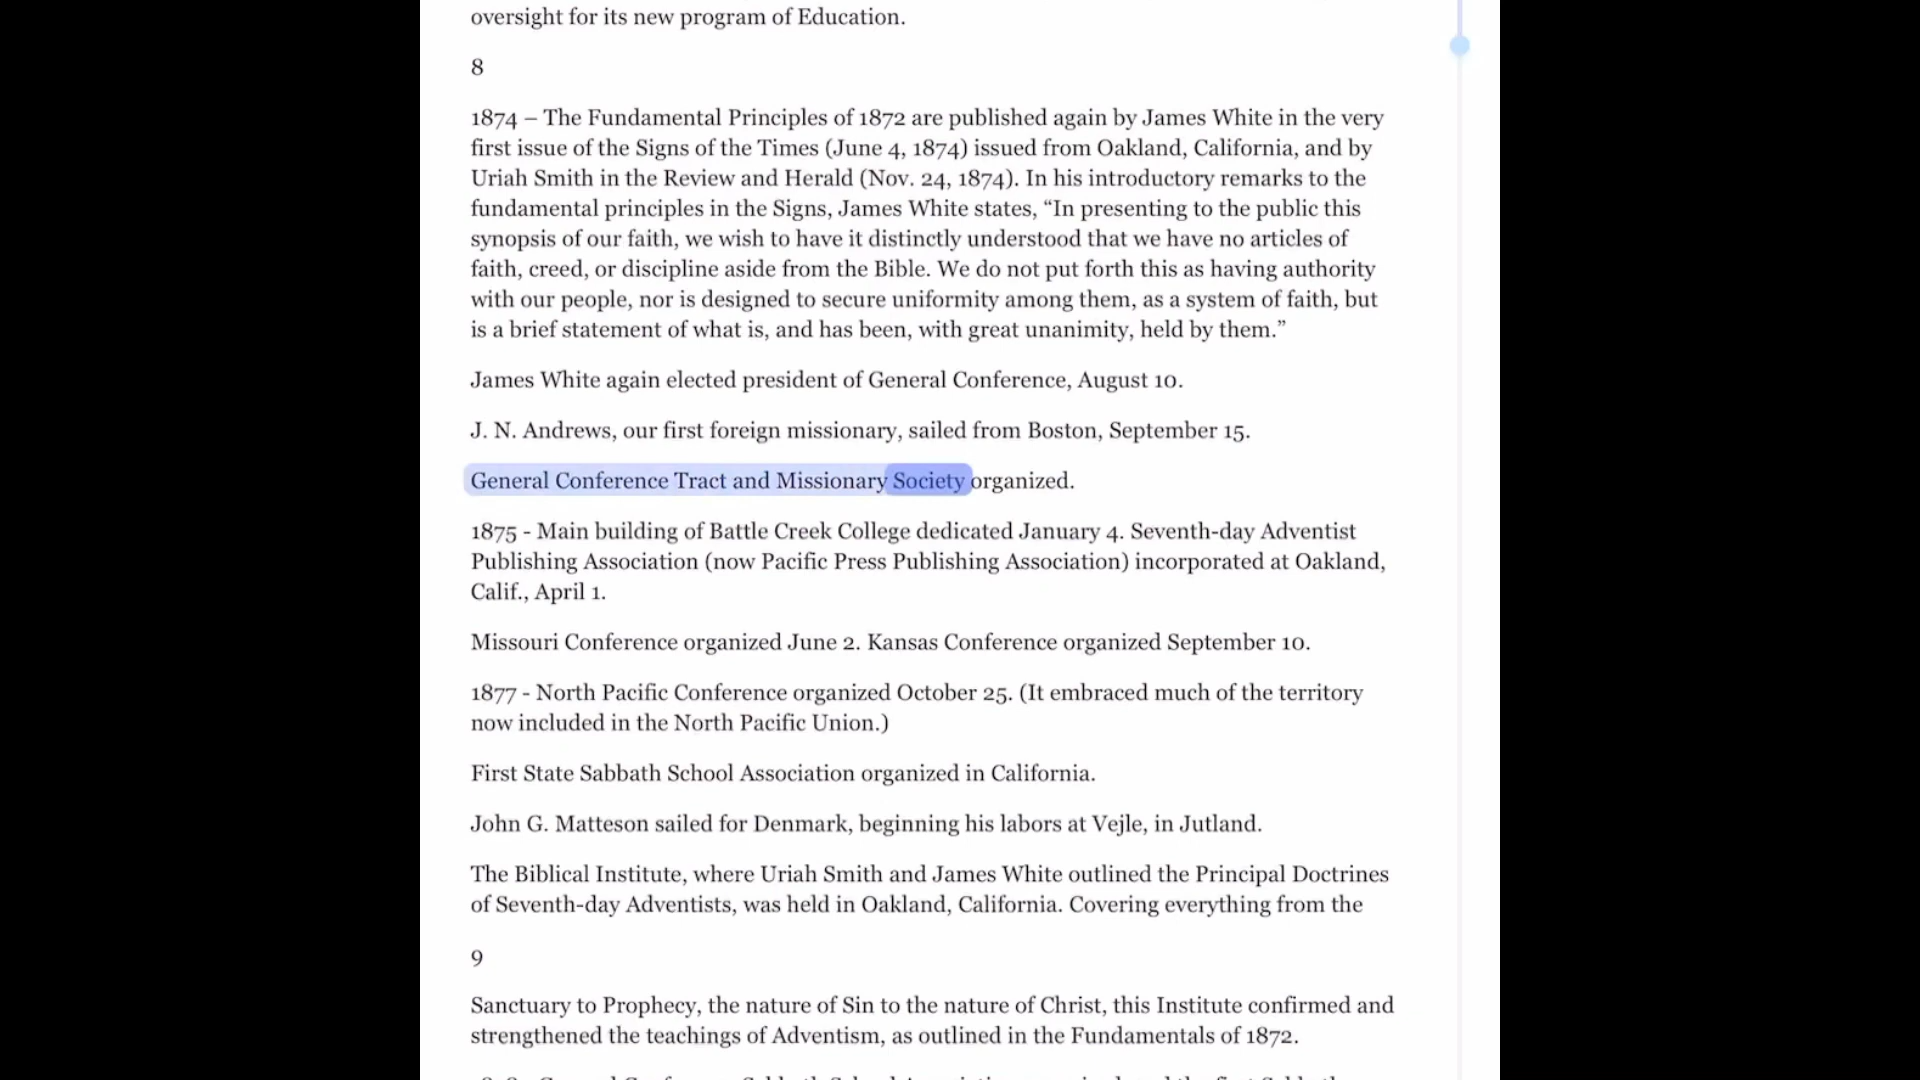 oversight for its new program of Education.
8
1874 – The Fundamental Principles of 1872 are published again by James White in the very
first issue of the Signs of the Times (June 4, 1874) issued from Oakland, California, and by
Uriah Smith in the Review and Herald (Nov. 24, 1874). In his introductory remarks to the
fundamental principles in the Signs, James White states, “In presenting to the public this
synopsis of our faith, we wish to have it distinctly understood that we have no articles of
faith, creed, or discipline aside from the Bible. We do not put forth this as having authority
with our people, nor is designed to secure uniformity among them, as a system of faith, but
is a brief statement of what is, and has been, with great unanimity, held by them.”
James White again elected president of General Conference, August 10.
J. N. Andrews, our first foreign missionary, sailed from Boston, September 15.
General Conference Tract and Missionary Society organized.
1875 - Main building of Battle Creek College dedicated January 4. Seventh-day Adventist
Publishing Association (now Pacific Press Publishing Association) incorporated at Oakland,
Calif., April 1.
Missouri Conference organized June 2. Kansas Conference organized September 10.
1877 - North Pacific Conference organized October 25. (It embraced much of the territory
now included in the North Pacific Union.)
First State Sabbath School Association organized in California.
John G. Matteson sailed for Denmark, beginning his labors at Vejle, in Jutland.
The Biblical Institute, where Uriah Smith and James White outlined the Principal Doctrines
of Seventh-day Adventists, was held in Oakland, California. Covering everything from the
9
Sanctuary to Prophecy, the nature of Sin to the nature of Christ, this Institute confirmed and
strengthened the teachings of Adventism, as outlined in the Fundamentals of 1872.